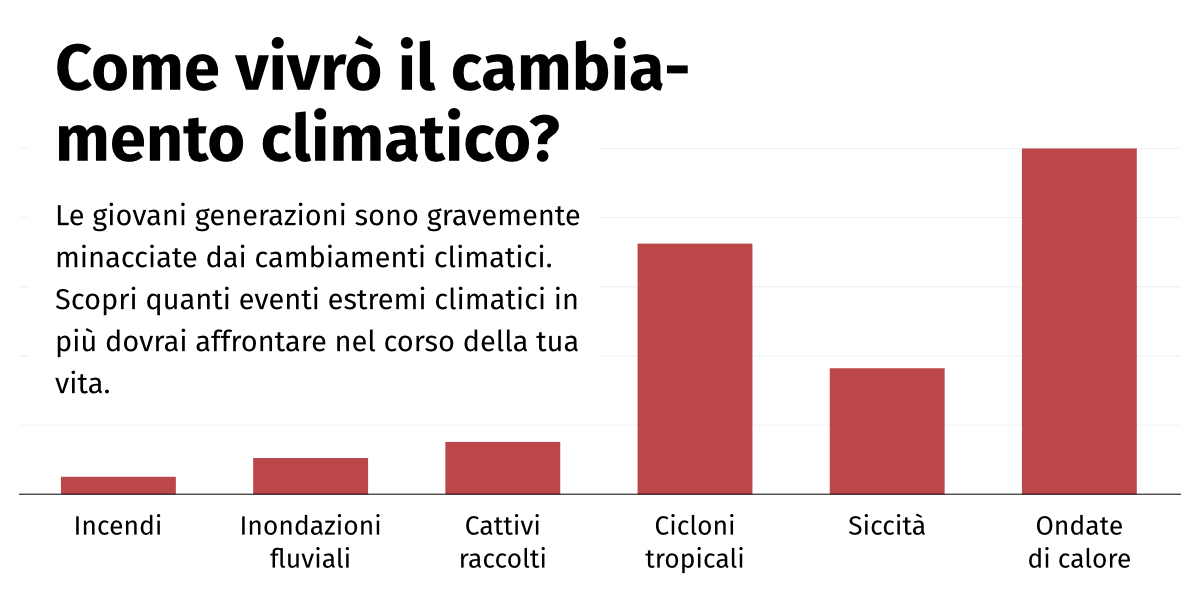 Come vivrò il cambia-
mento climatico?
Le giovani generazioni sono gravemente
minacciate dai cambiamenti climatici.
Scopri quanti eventi estremi climatici in
più dovrai affrontare nel corso della tua
vita.
Incendi
Inondazioni
fluviali
Cattivi
raccolti
Cicloni
tropicali
Siccità
Ondate
di calore